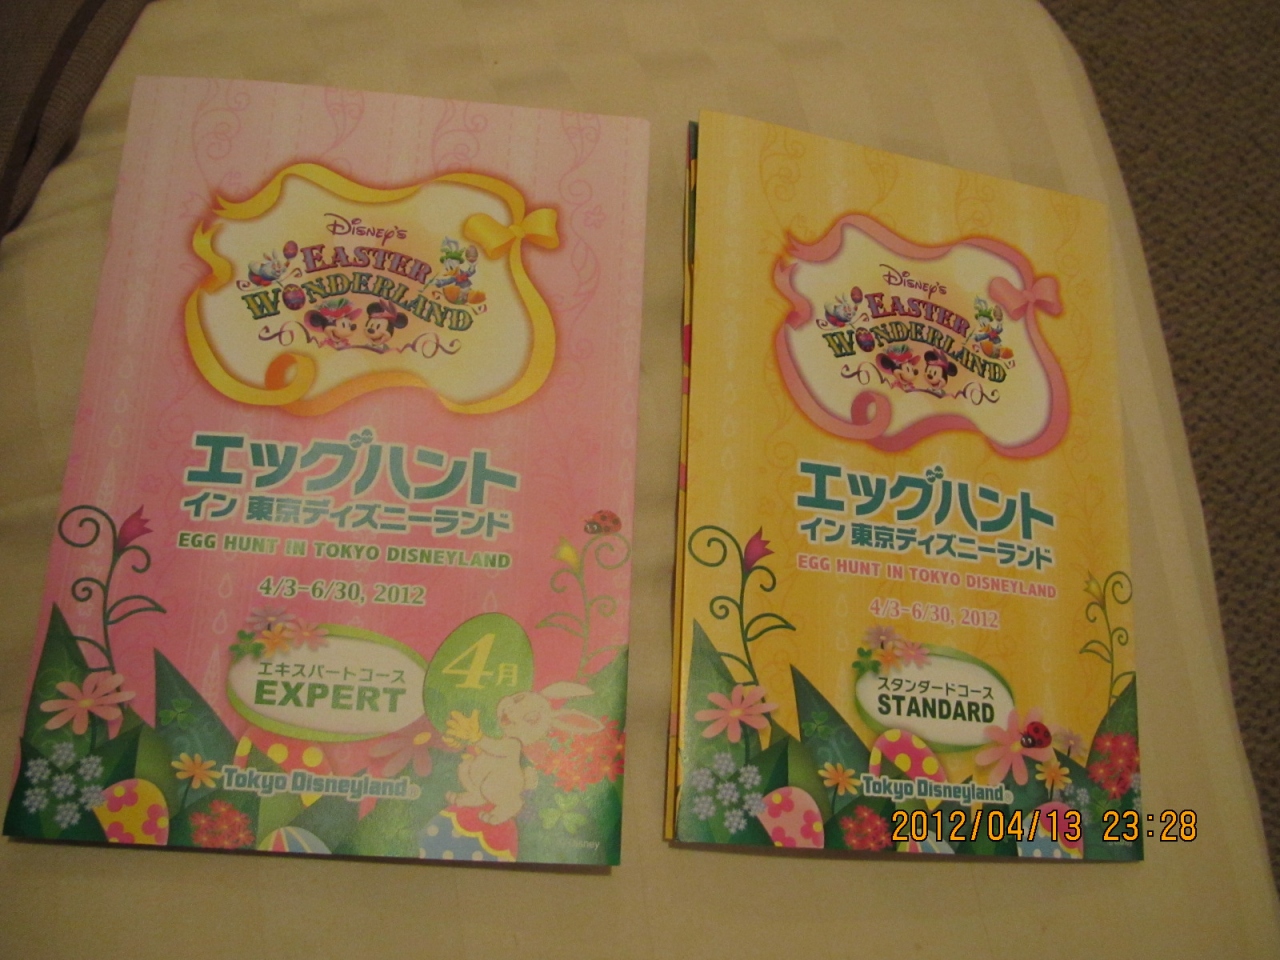 Disney's
EASTER
WONDERLAND
エッグハント
イン 東京ディズニーランド
EGG HUNT IN TOKYO DISNEYLAND
4/3-6/30, 2012
エキスパートコース
EXPERT
4月
Tokyo Disneyland
Disney's
EASTER
WONDERLAND
エッグハント
イン 東京ディズニーランド
EGG HUNT IN TOKYO DISNEYLAND
4/3-6/30, 2012
スタンダードコース
STANDARD
Tokyo Disneyland
2012/04/13 23:28